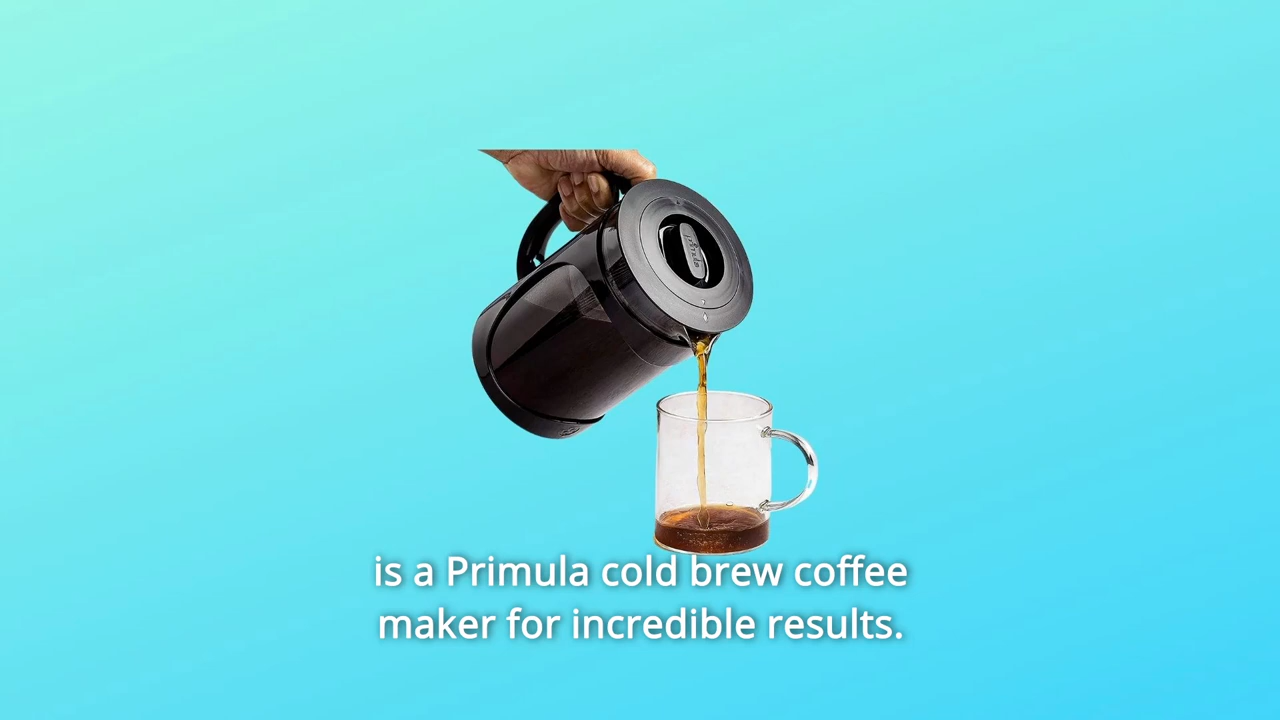 is a Primula cold brew coffee
maker for incredible results.